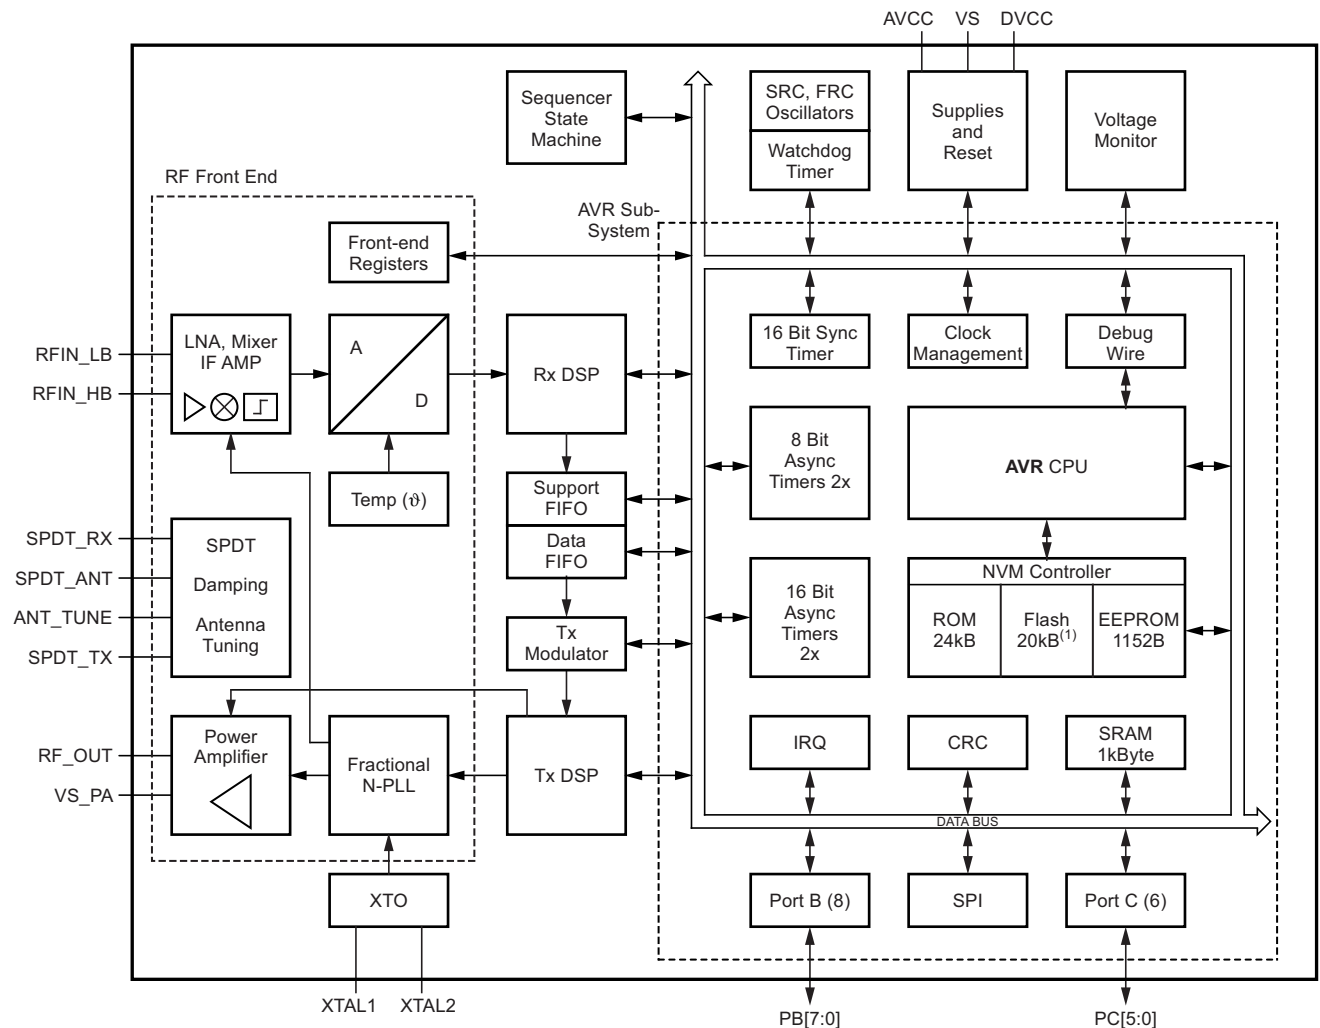 AVCC VS DVCC
Sequencer
State
Machine
SRC, FRC
Oscillators
Watchdog
Timer
Supplies
and
Reset
Voltage
Monitor
RF Front End
AVR Sub-
System
Front-end
Registers
RFIN_LB
RFIN_HB
LNA, Mixer
IF AMP
A
D
Rx DSP
16 Bit Sync
Timer
Clock
Management
Debug
Wire
Temp (ϑ)
Support
FIFO
Data
FIFO
8 Bit
Async
Timers 2x
AVR CPU
SPDT_RX
SPDT_ANT
ANT_TUNE
SPDT_TX
SPDT
Damping
Antenna
Tuning
Tx
Modulator
16 Bit
Async
Timers
2x
NVM Controller
ROM
24kB
Flash
20kB(1)
EEPROM
1152B
RF_OUT
VS_PA
Power
Amplifier
Fractional
N-PLL
Tx DSP
IRQ
CRC
SRAM
1kByte
DATA BUS
XTO
Port B (8)
SPI
Port C (6)
XTAL1 XTAL2
PB[7:0]
PC[5:0]